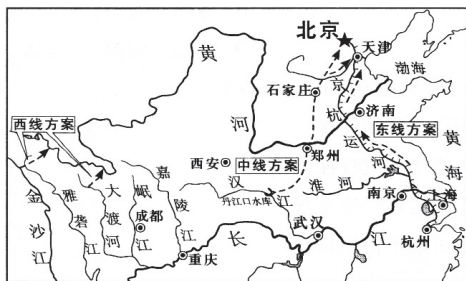 北京
天津
渤海
黄河
石家庄
京杭运河
济南
东线方案
黄海
西线方案
西安
中线方案
郑州
金沙江
雅砻江
大渡河
岷江
嘉陵江
成都
汉江
丹江口水库
淮河
南京
上海
武汉
杭州
重庆
长江